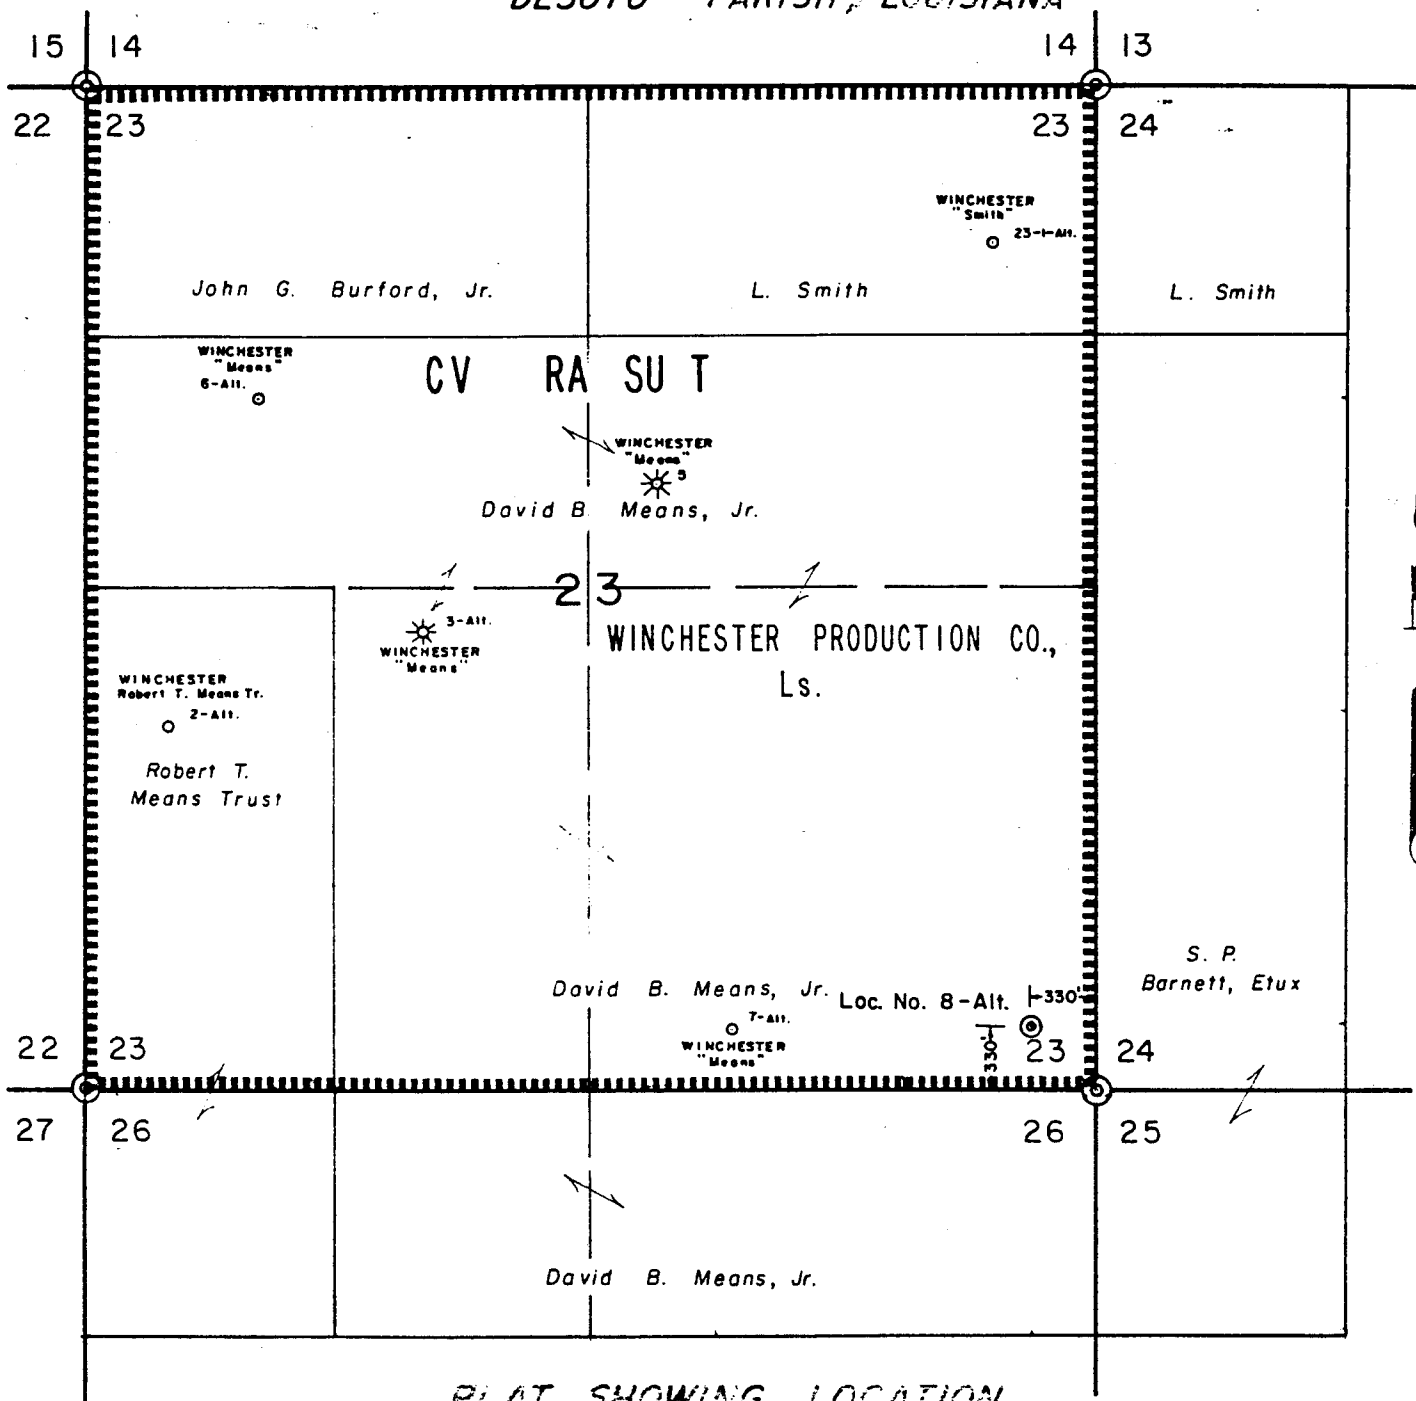 DESOTO PARISH, LOUISIANA
15 14
14 13
22 23
23 24
WINCHESTER
"Smith"
23-1-Alt.
John G. Burford, Jr.
L. Smith
L. Smith
WINCHESTER
"Means"
6-Alt.
CV RA SU T
WINCHESTER
"Means"
5
David B. Means, Jr.
23
3-Alt.
WINCHESTER
"Means"
WINCHESTER PRODUCTION CO.,
Ls.
WINCHESTER
Robert T. Means Tr.
2-Alt.
Robert T.
Means Trust
S. P.
Barnett, Etux
David B. Means, Jr.
Loc. No. 8-Alt.
330'
7-Alt.
WINCHESTER
"Means"
330'
22 23
23 24
27 26
26 25
David B. Means, Jr.
PLAT SHOWING LOCATION